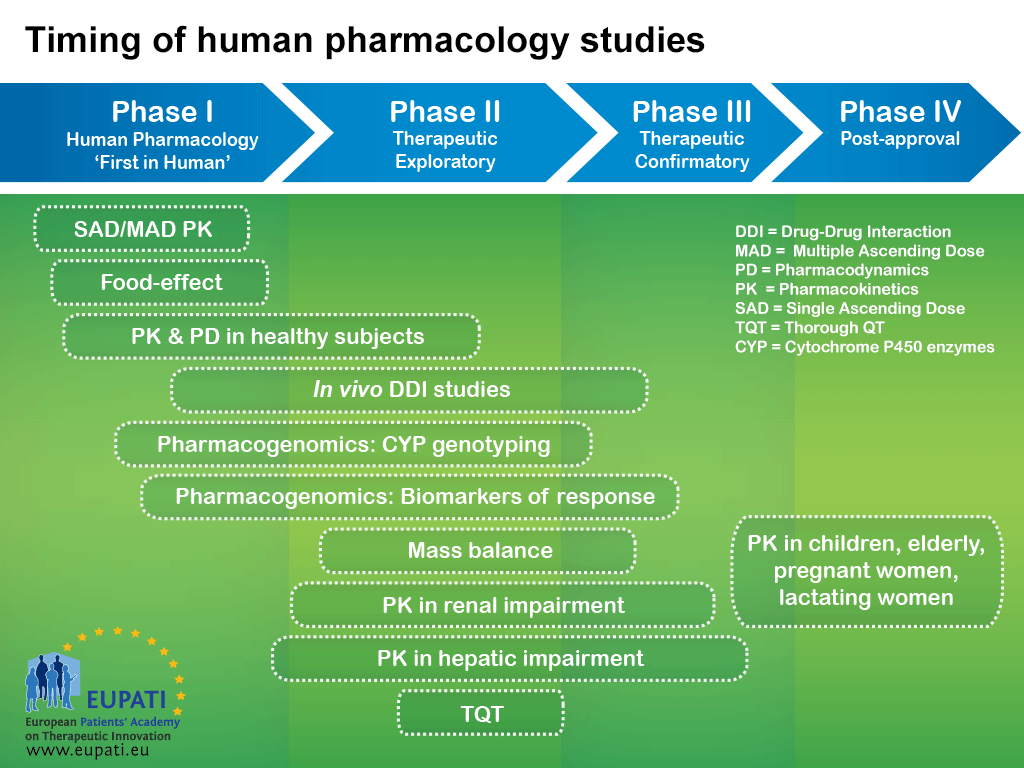 Timing of human pharmacology studies
Phase I
Human Pharmacology
‘First in Human’
Phase II
Therapeutic
Exploratory
Phase III
Therapeutic
Confirmatory
Phase IV
Post-approval
SAD/MAD PK
Food-effect
PK & PD in healthy subjects
In vivo DDI studies
Pharmacogenomics: CYP genotyping
Pharmacogenomics: Biomarkers of response
Mass balance
PK in renal impairment
PK in hepatic impairment
TQT
DDI = Drug-Drug Interaction
MAD = Multiple Ascending Dose
PD = Pharmacodynamics
PK = Pharmacokinetics
SAD = Single Ascending Dose
TQT = Thorough QT
CYP = Cytochrome P450 enzymes
PK in children, elderly,
pregnant women,
lactating women
EUPATI
European Patients’ Academy
on Therapeutic Innovation
www.eupati.eu